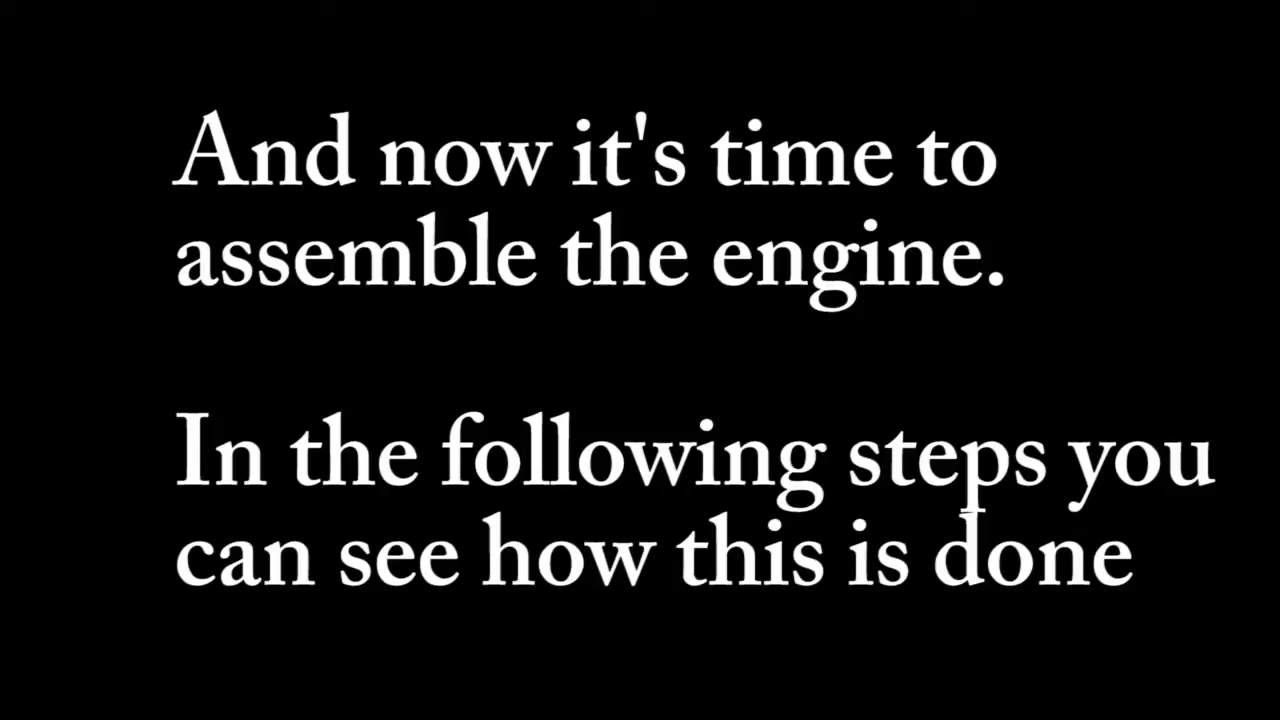 And now it's time to
assemble the engine.
In the following steps you
can see how this is done